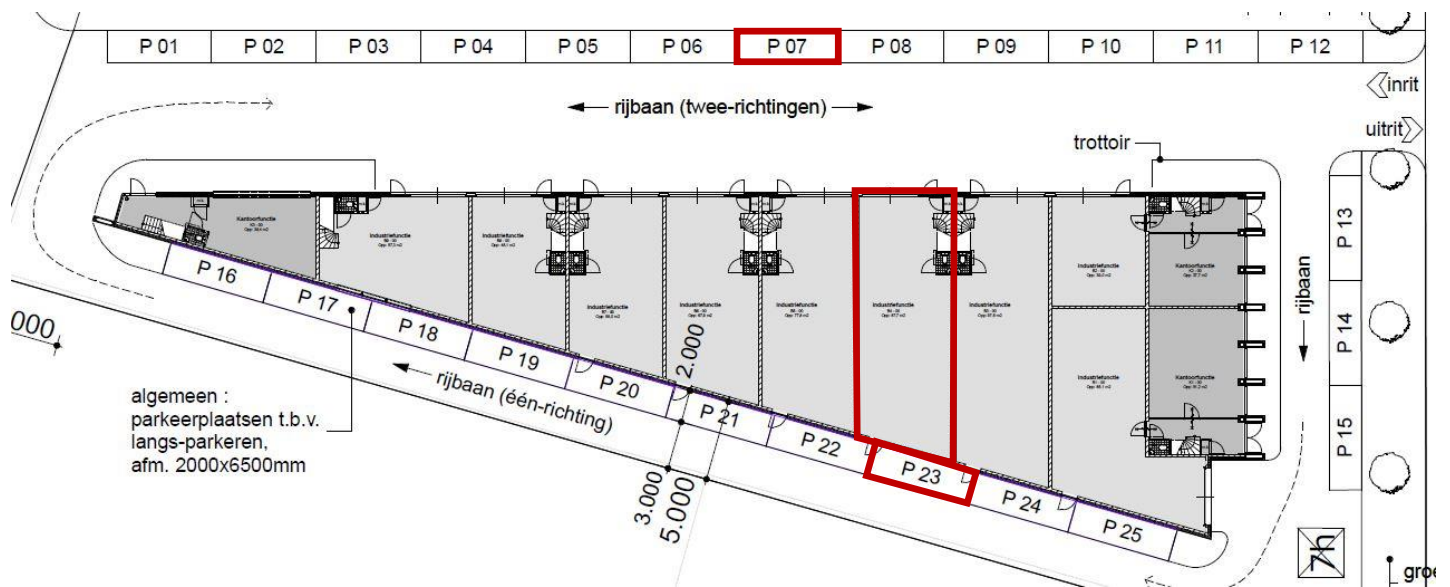 P 01
P 02
P 03
P 04
P 05
P 06
P 07
P 08
P 09
P 10
P 11
P 12
inrit
uitrit
rijbaan (twee-richtingen)
trottoir
P 13
P 14
P 15
rijbaan
Kantoorfunctie
Industriefunctie
Industriefunctie
Industriefunctie
Industriefunctie
Industriefunctie
Industriefunctie
Industriefunctie
Industriefunctie
Kantoorfunctie
Industriefunctie
Kantoorfunctie
P 16
P 17
P 18
P 19
P 20
P 21
P 22
P 23
P 24
P 25
000
2.000
3.000
5.000
rijbaan (één-richting)
algemeen :
parkeerplaatsen t.b.v.
langs-parkeren,
afm. 2000x6500mm
7h
groe